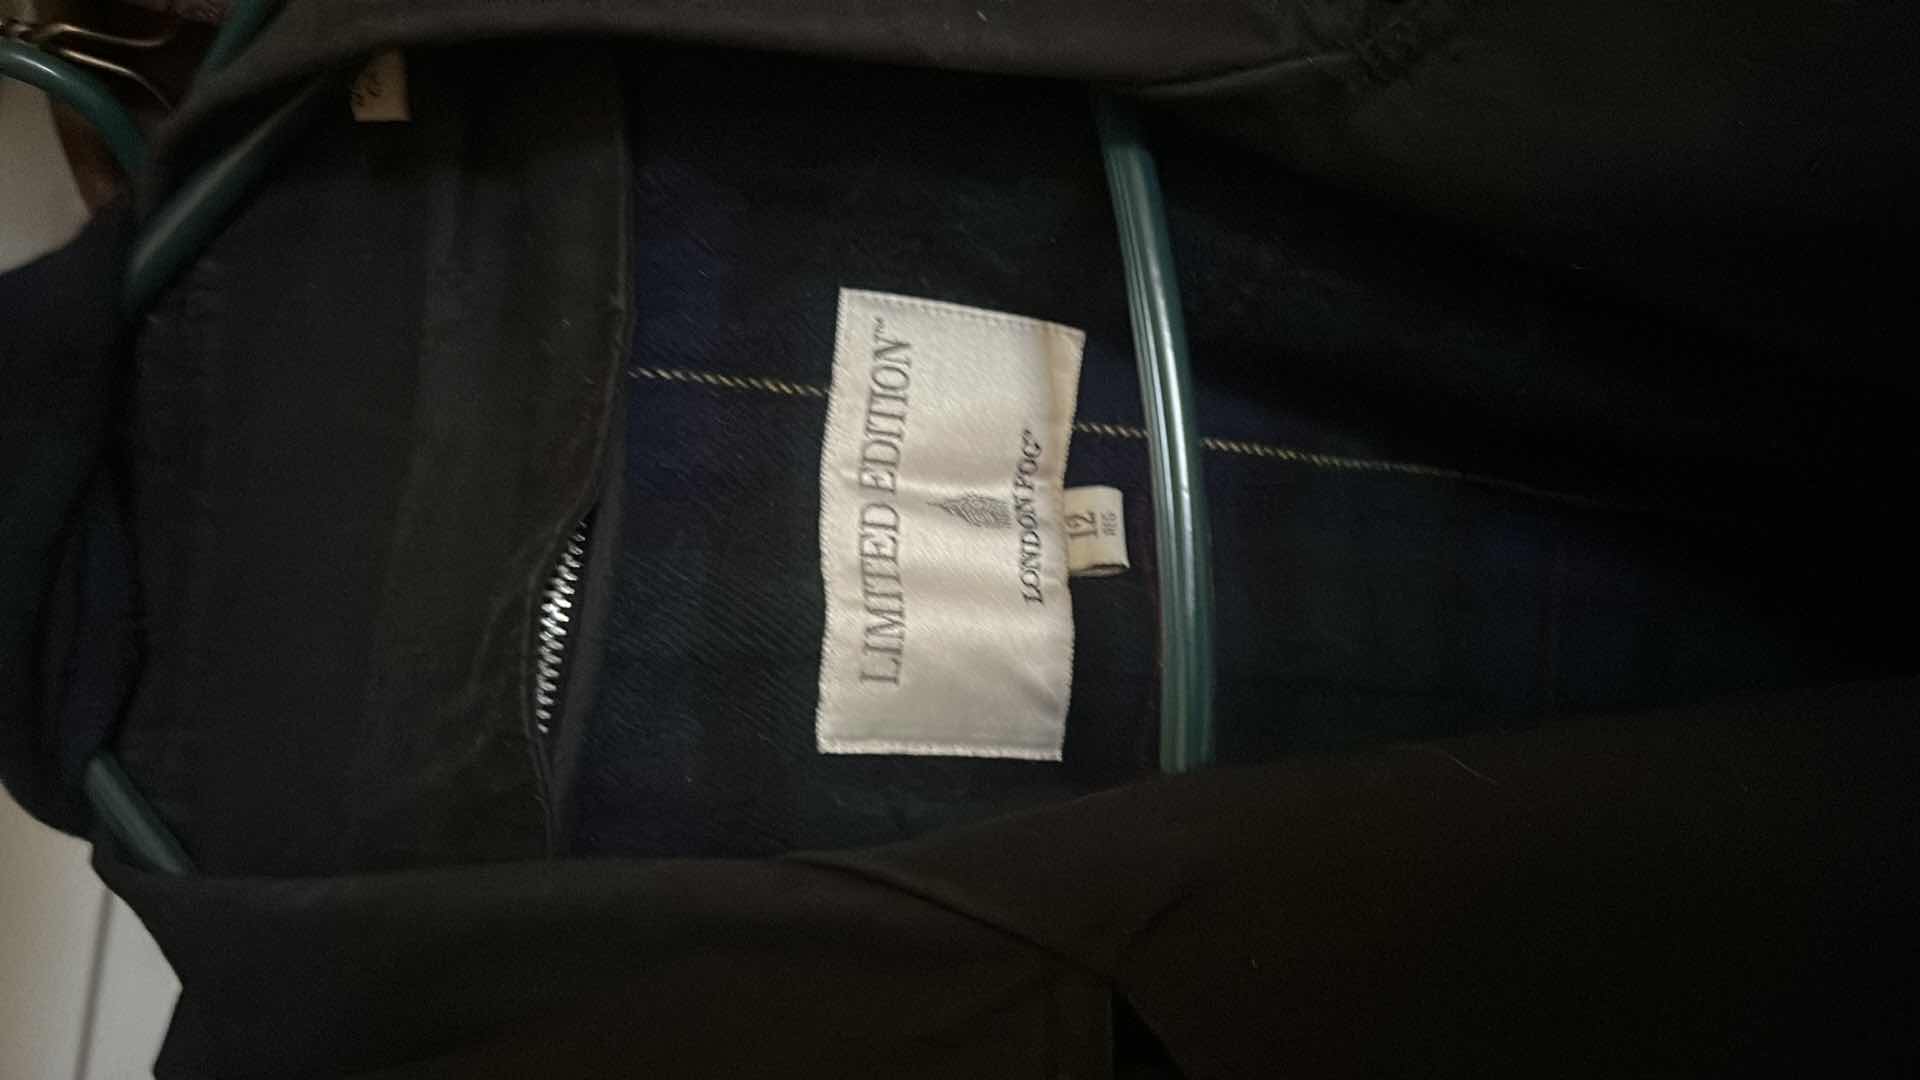 LIMITED EDITION™
LONDON FOG®
12
REG